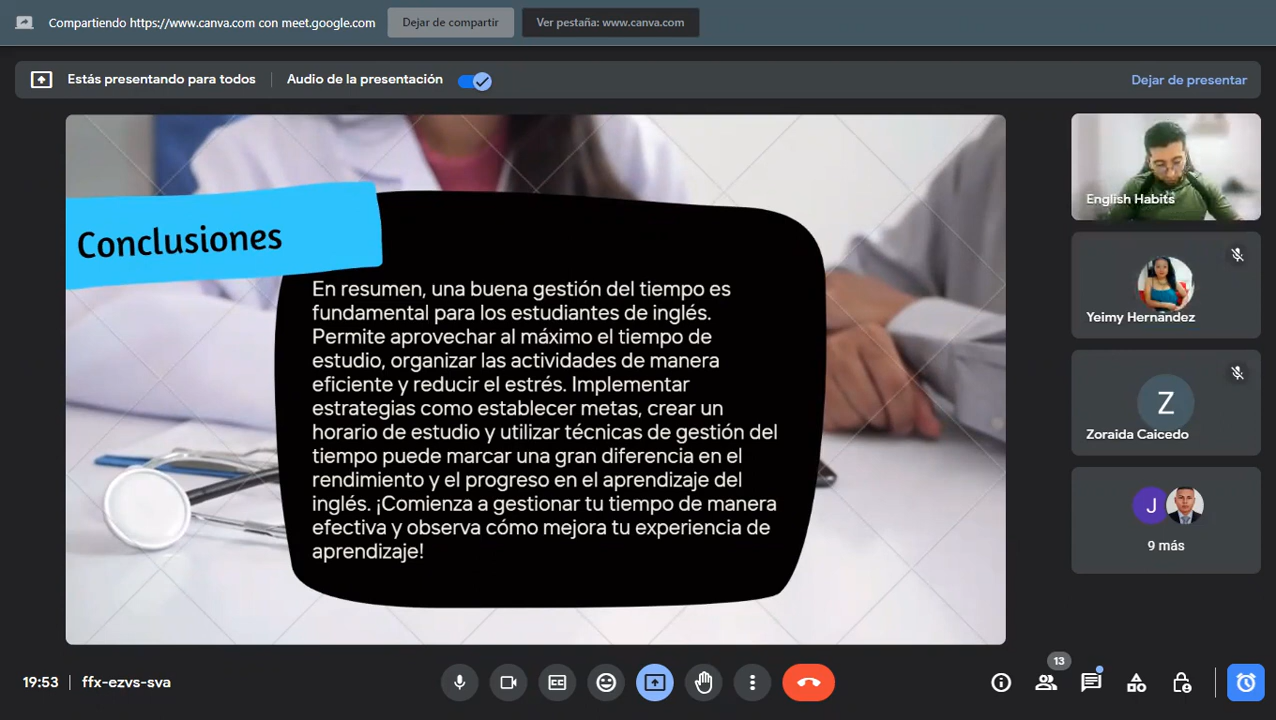 Compartiendo https://www.canva.com con meet.google.com
Dejar de compartir
Ver pestaña: www.canva.com
Estás presentando para todos
Audio de la presentación
Dejar de presentar
Conclusiones
En resumen, una buena gestión del tiempo es
fundamental para los estudiantes de inglés.
Permite aprovechar al máximo el tiempo de
estudio, organizar las actividades de manera
eficiente y reducir el estrés. Implementar
estrategias como establecer metas, crear un
horario de estudio y utilizar técnicas de gestión del
tiempo puede marcar una gran diferencia en el
rendimiento y el progreso en el aprendizaje del
inglés. ¡Comienza a gestionar tu tiempo de manera
efectiva y observa cómo mejora tu experiencia de
aprendizaje!
English Habits
Yeimy Hernández
Z
Zoraida Caicedo
J
9 más
19:53 | ffx-ezvs-sva
CC
13